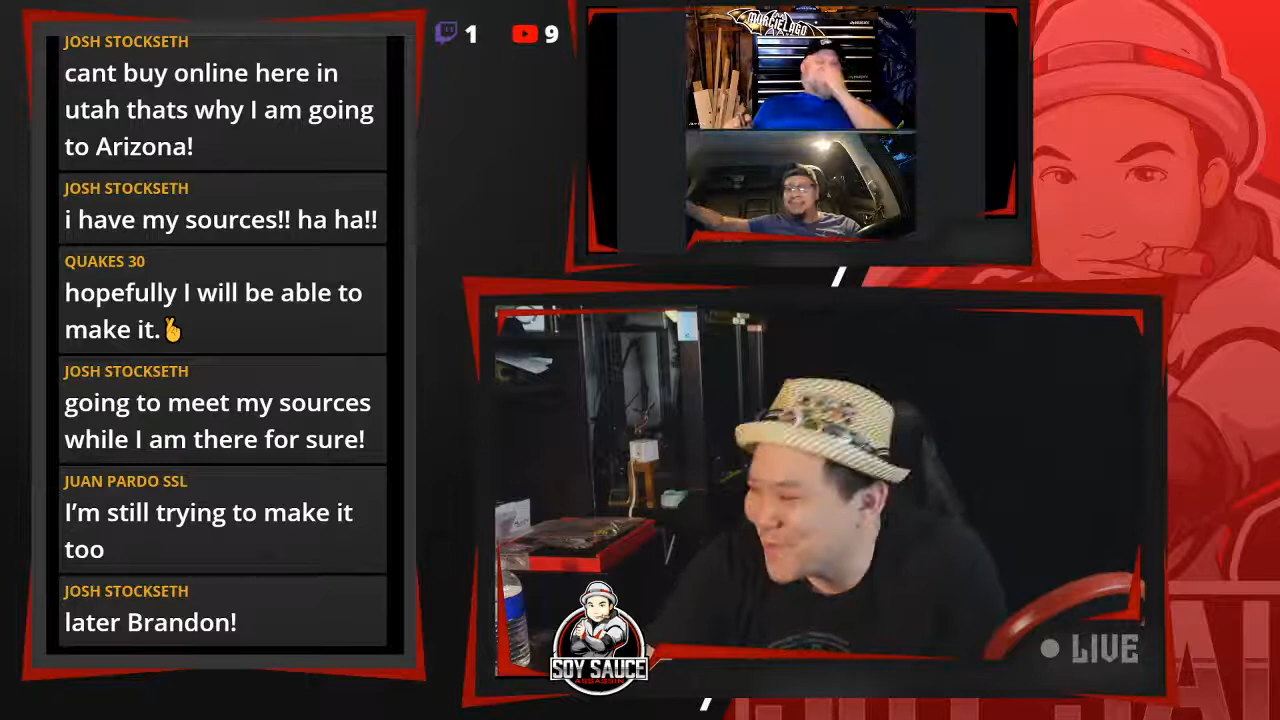 JOSH STOCKSETH
cant buy online here in
utah thats why I am going
to Arizona!
JOSH STOCKSETH
i have my sources!! ha ha!!
QUAKES 30
hopefully I will be able to
make it.🤞
JOSH STOCKSETH
going to meet my sources
while I am there for sure!
JUAN PARDO SSL
I’m still trying to make it
too
JOSH STOCKSETH
later Brandon!
1
9
MURCIELAGO
SOY SAUCE
ASSASSIN
LIVE